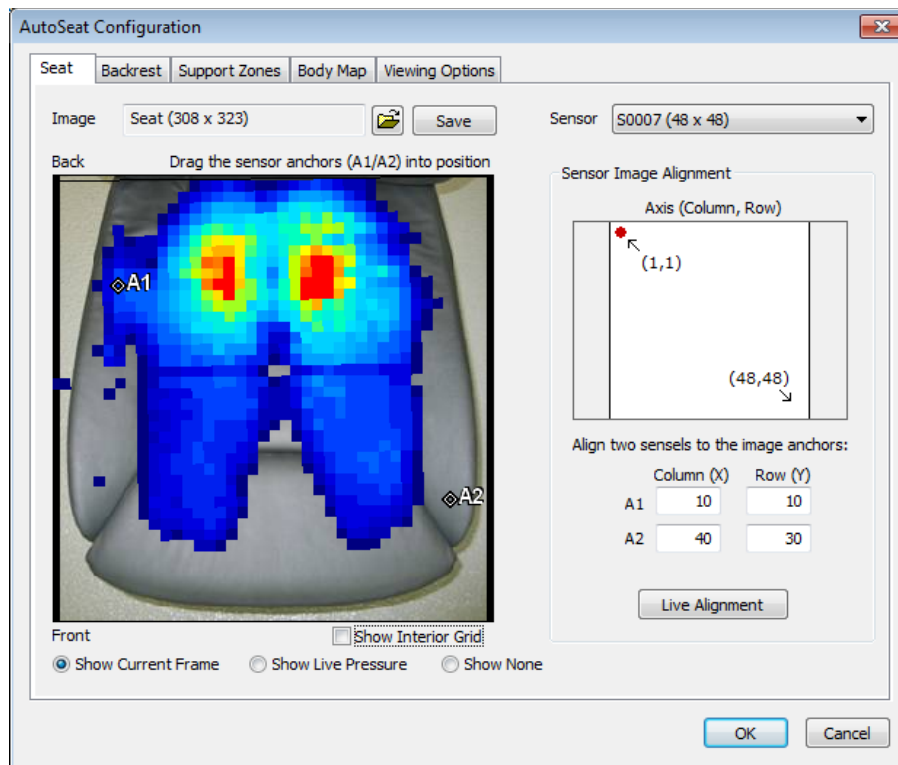 AutoSeat Configuration
Seat Backrest Support Zones Body Map Viewing Options
Image Seat (308 x 323) Save Sensor S0007 (48 x 48)
Back Drag the sensor anchors (A1/A2) into position
Sensor Image Alignment
Axis (Column, Row)
(1,1)
A1
(48,48)
Align two sensels to the image anchors:
Column (X) Row (Y)
A1 10 10
A2
A2 40 30
Live Alignment
Front Show Interior Grid
Show Current Frame Show Live Pressure Show None
OK Cancel